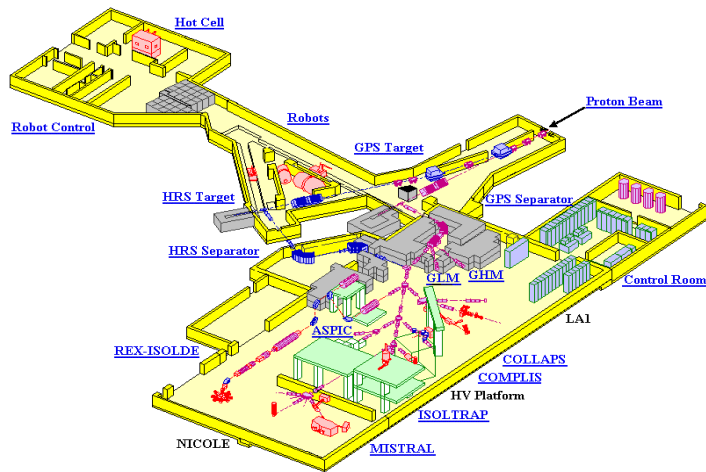 Hot Cell
Proton Beam
Robots
Robot Control
GPS Target
HRS Target
GPS Separator
HRS Separator
GLM
GHM
Control Room
LA1
ASPIC
REX-ISOLDE
COLLAPS
COMPLIS
HV Platform
ISOLTRAP
NICOLE
MISTRAL